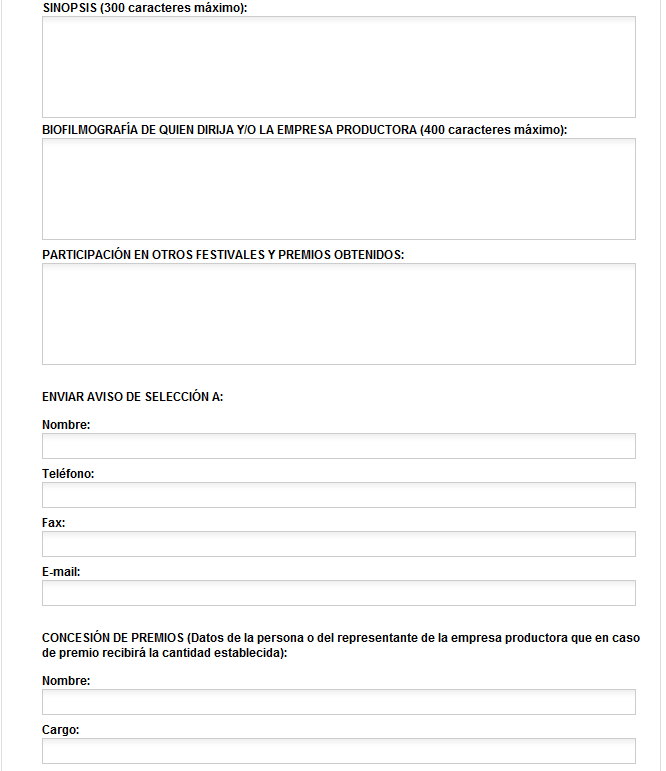 SINOPSIS (300 caracteres máximo):
BIOFILMOGRAFÍA DE QUIEN DIRIJA Y/O LA EMPRESA PRODUCTORA (400 caracteres máximo):
PARTICIPACIÓN EN OTROS FESTIVALES Y PREMIOS OBTENIDOS:
ENVIAR AVISO DE SELECCIÓN A:
Nombre:
Teléfono:
Fax:
E-mail:
CONCESIÓN DE PREMIOS (Datos de la persona o del representante de la empresa productora que en caso
de premio recibirá la cantidad establecida):
Nombre:
Cargo: